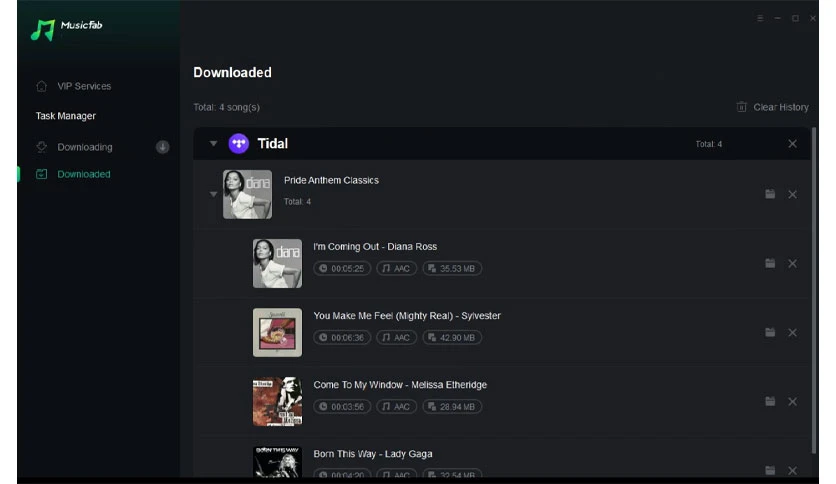 MusicFab
VIP Services
Task Manager
Downloading
Downloaded
Downloaded
Total: 4 song(s)
Clear History
Tidal
Total: 4
diana
Pride Anthem Classics
Total: 4
diana
I'm Coming Out - Diana Ross
00:05:25 AAC 35.53 MB
You Make Me Feel (Mighty Real) - Sylvester
00:06:36 AAC 42.90 MB
Come To My Window - Melissa Etheridge
00:03:56 AAC 28.94 MB
BORN THIS WAY
Born This Way - Lady Gaga
00:04:20 AAC 32.54 MB